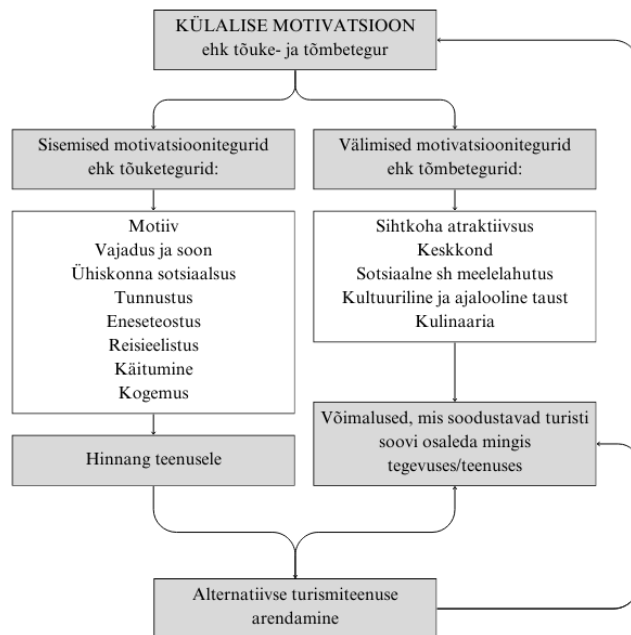 KÜLALISE MOTIVATSIOON
ehk tõuke- ja tõmbetegur
Sisemised motivatsioonitegurid
ehk tõuketegurid:
Välimised motivatsioonitegurid
ehk tõmbetegurid:
Motiiv
Vajadus ja soon
Ühiskonna sotsiaalsus
Tunnustus
Eneseteostus
Reisieelistus
Käitumine
Kogemus
Sihtkoha atraktiivsus
Keskkond
Sotsiaalne sh meelelahutus
Kultuuriline ja ajalooline taust
Kulinaaria
Hinnang teenusele
Võimalused, mis soodustavad turisti
soovi osaleda mingis
tegevuses/teenuses
Alternatiivse turismiteenuse
arendamine